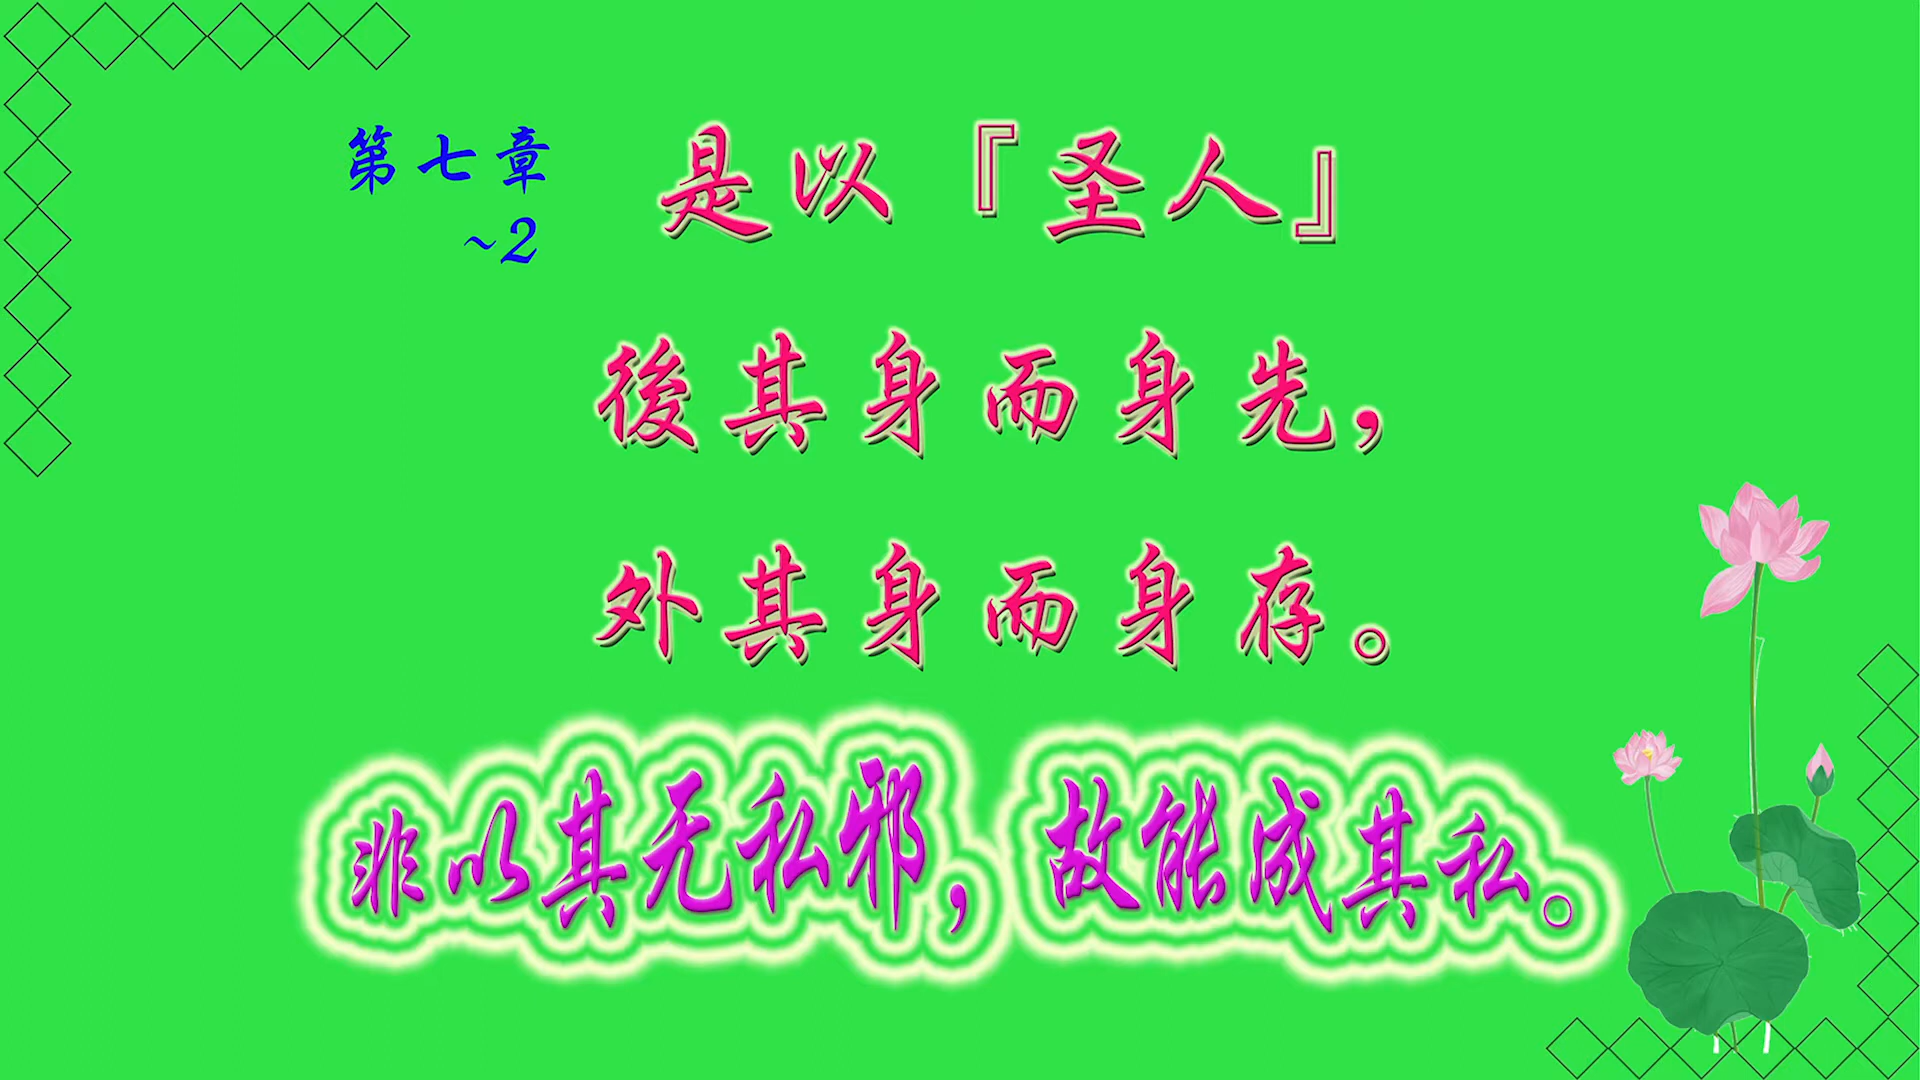 第七章
~2
是以『圣人』
後其身而身先，
外其身而身存。
非以其无私邪，故能成其私。